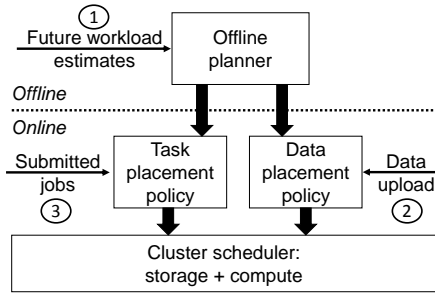 1
Future workload
estimates
Offline
planner
Offline
Online
Submitted
jobs
3
Task
placement
policy
Data
placement
policy
Data
upload
2
Cluster scheduler:
storage + compute